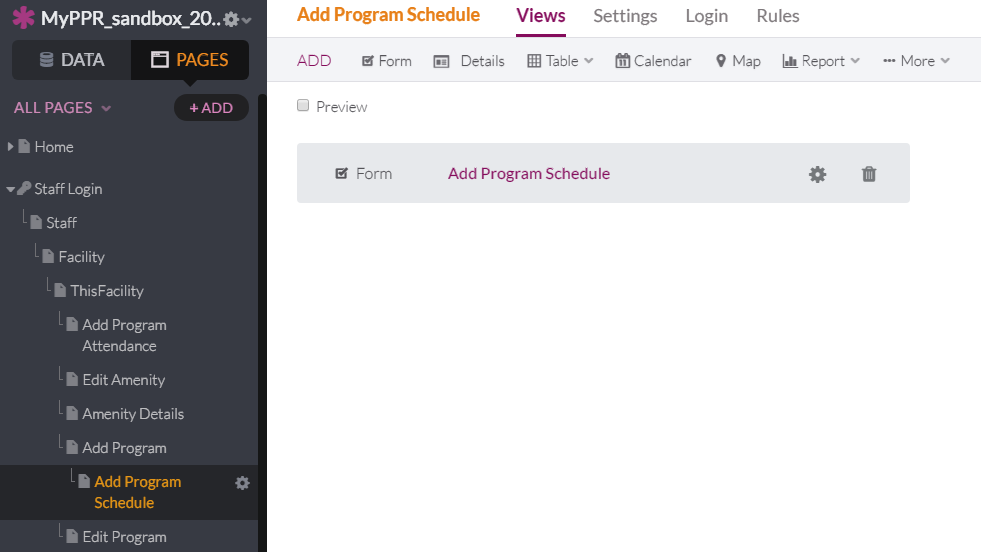 MyPPR_sandbox_20..
DATA
PAGES
ALL PAGES
+ ADD
Home
Staff Login
Staff
Facility
ThisFacility
Add Program
Attendance
Edit Amenity
Amenity Details
Add Program
Add Program
Schedule
Edit Program
Add Program Schedule Views Settings Login Rules
ADD Form Details Table Calendar Map Report More
Preview
Form Add Program Schedule